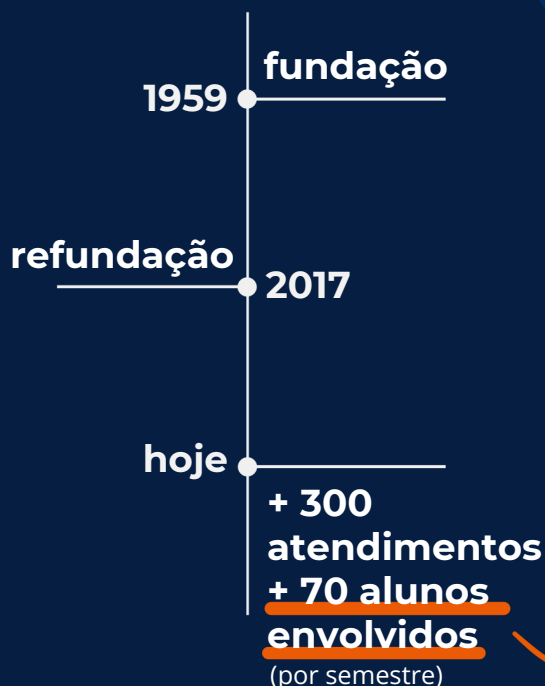 fundação
1959
refundação
2017
hoje
+ 300
atendimentos
+ 70 alunos
envolvidos
(por semestre)